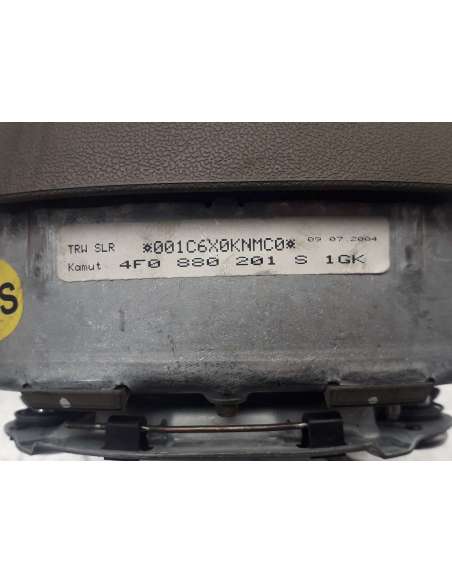 TRW SLR *001C6X0KNMC0* 09 07 2004
Kamut 4F0 880 201 S 1GK
S